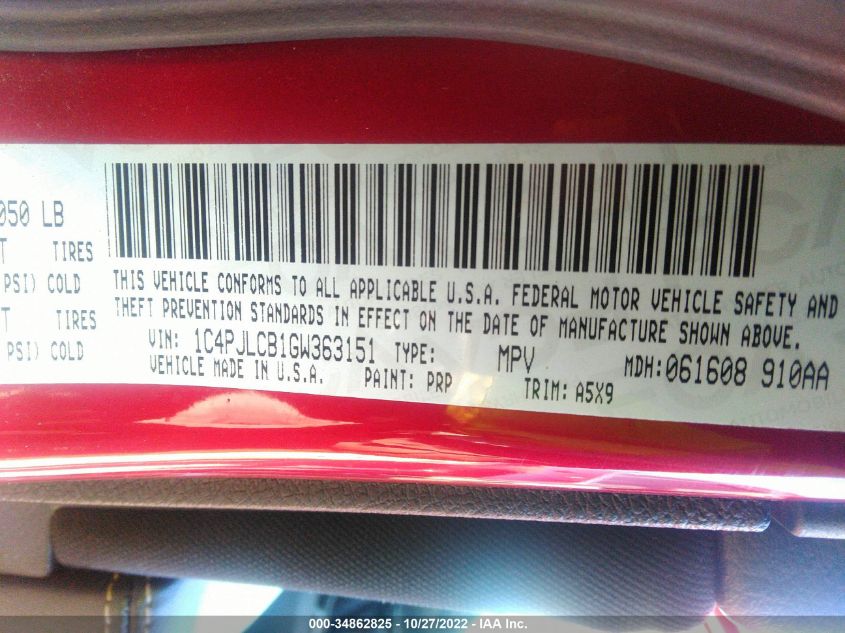 050 LB
T TIRES
PSI) COLD
T TIRES
PSI) COLD
THIS VEHICLE CONFORMS TO ALL APPLICABLE U.S.A. FEDERAL MOTOR VEHICLE SAFETY AND
THEFT PREVENTION STANDARDS IN EFFECT ON THE DATE OF MANUFACTURE SHOWN ABOVE.
VIN: 1C4PJLCB1GW363151 TYPE: MPV MDH:061608 910AA
VEHICLE MADE IN U.S.A. PAINT: PRP TRIM: A5X9
000-34862825 - 10/27/2022 - IAA Inc.